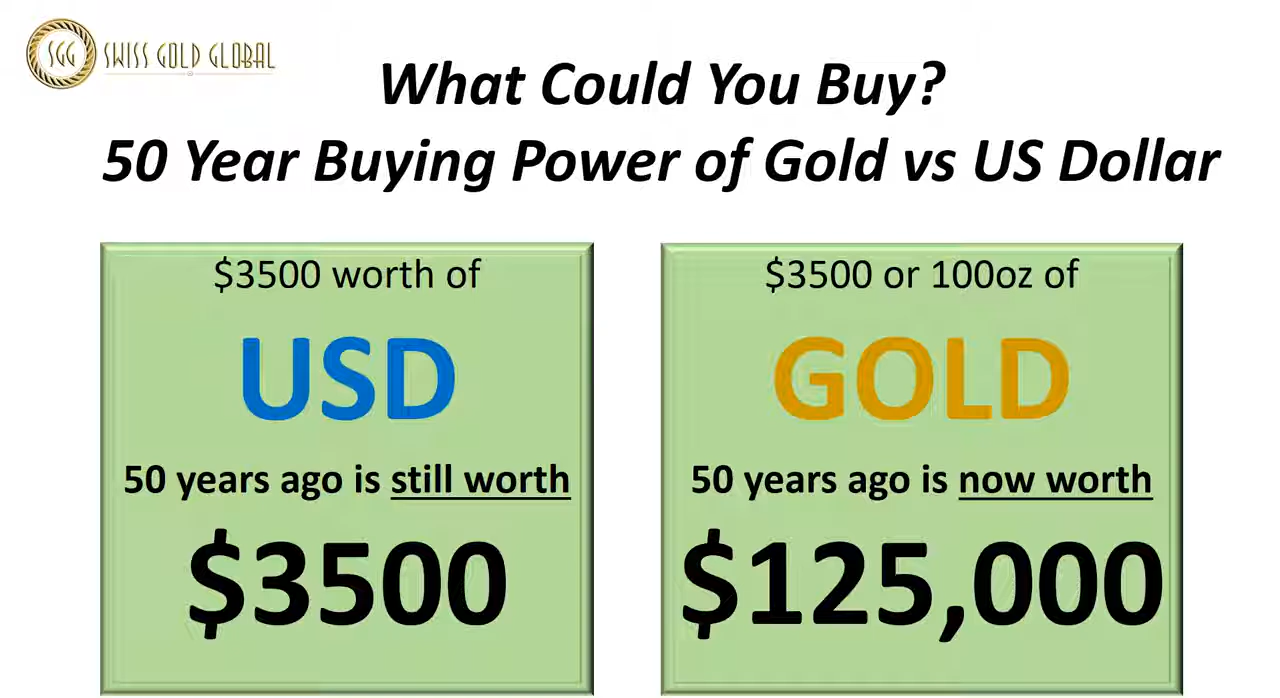 SGG SWISS GOLD GLOBAL
What Could You Buy?
50 Year Buying Power of Gold vs US Dollar
$3500 worth of
USD
50 years ago is still worth
$3500
$3500 or 100oz of
GOLD
50 years ago is now worth
$125,000